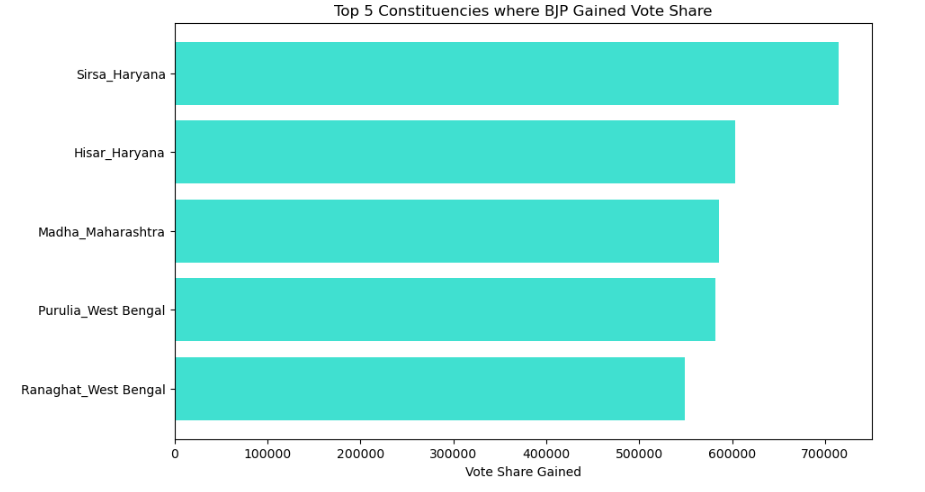 Top 5 Constituencies where BJP Gained Vote Share
Sirsa_Haryana
Hisar_Haryana
Madha_Maharashtra
Purulia_West Bengal
Ranaghat_West Bengal
0 100000 200000 300000 400000 500000 600000 700000
Vote Share Gained